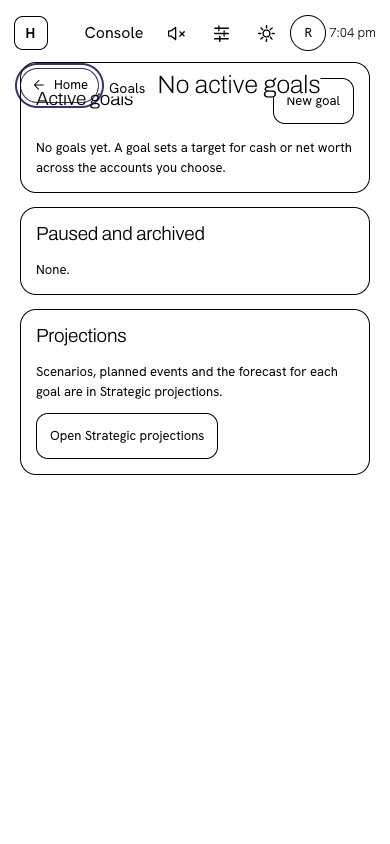 H Console R 7:04 pm
Home Goals No active goals
Active goals New goal
No goals yet. A goal sets a target for cash or net worth
across the accounts you choose.
Paused and archived
None.
Projections
Scenarios, planned events and the forecast for each
goal are in Strategic projections.
Open Strategic projections